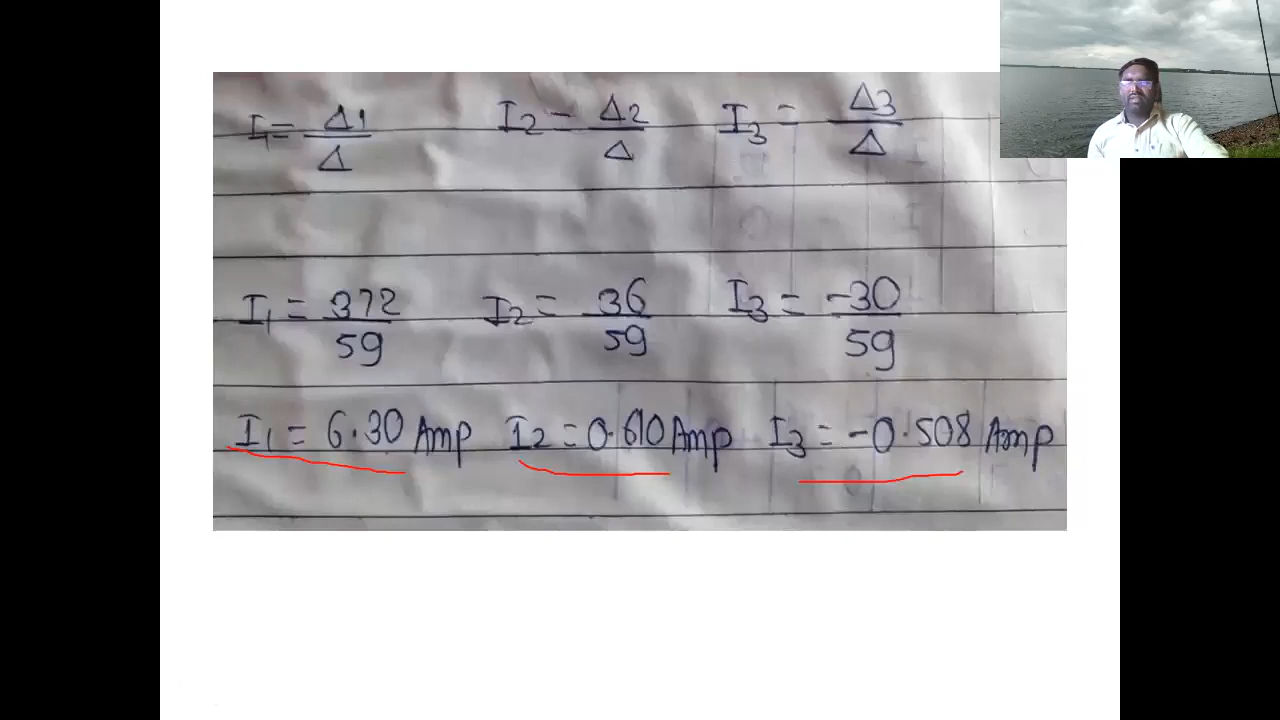 I1 = Δ1/Δ I2 = Δ2/Δ I3 = Δ3/Δ
I1 = 372/59 I2 = 36/59 I3 = -30/59
I1 = 6.30 Amp I2 = 0.610 Amp I3 = -0.508 Amp